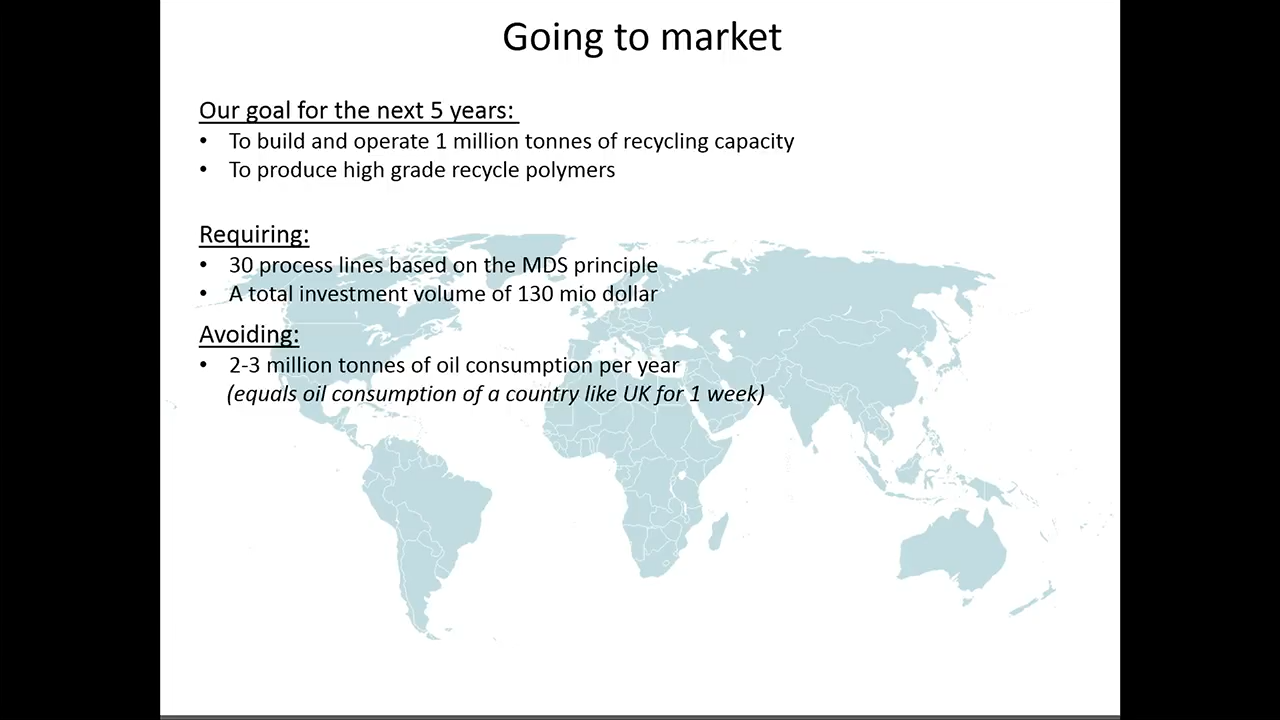 Going to market
Our goal for the next 5 years:
• To build and operate 1 million tonnes of recycling capacity
• To produce high grade recycle polymers
Requiring:
• 30 process lines based on the MDS principle
• A total investment volume of 130 mio dollar
Avoiding:
• 2-3 million tonnes of oil consumption per year
(equals oil consumption of a country like UK for 1 week)